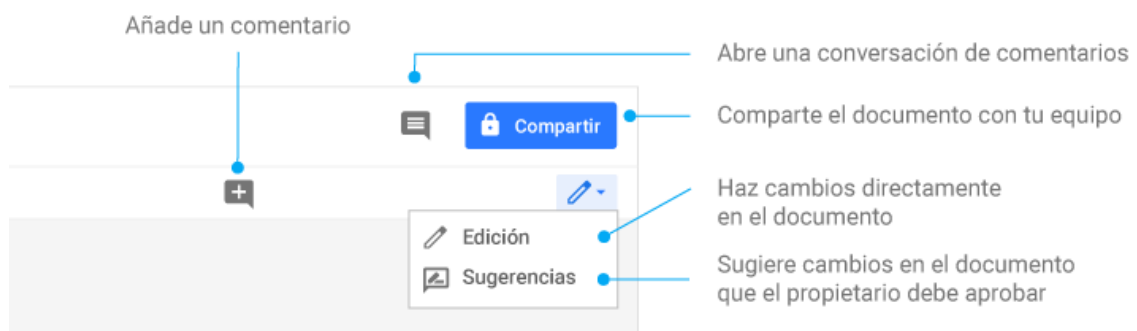 Añade un comentario
Abre una conversación de comentarios
Compartir
Comparte el documento con tu equipo
Haz cambios directamente
en el documento
Edición
Sugerencias
Sugiere cambios en el documento
que el propietario debe aprobar